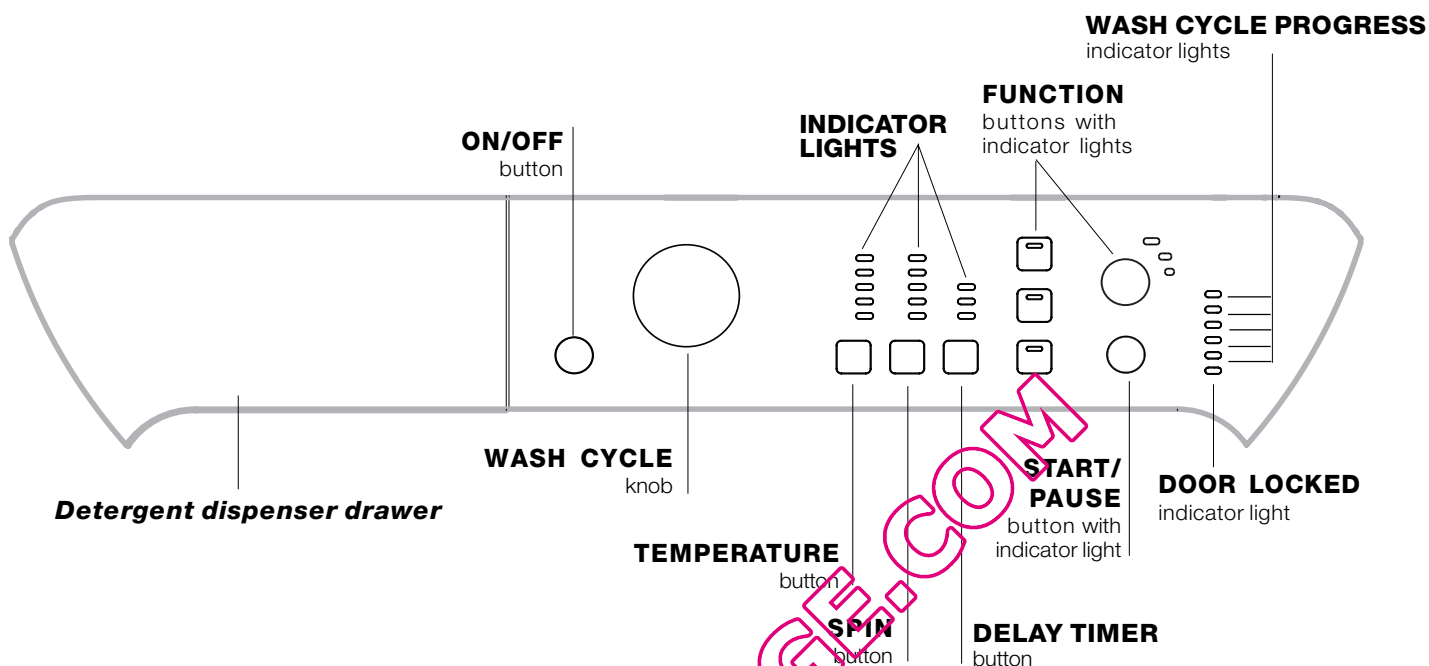 WASH CYCLE PROGRESS
indicator lights
FUNCTION
buttons with
indicator lights
INDICATOR
LIGHTS
ON/OFF
button
WASH CYCLE
knob
Detergent dispenser drawer
START/
PAUSE
button with
indicator light
DOOR LOCKED
indicator light
TEMPERATURE
button
SPIN
button
DELAY TIMER
button
GE.COM